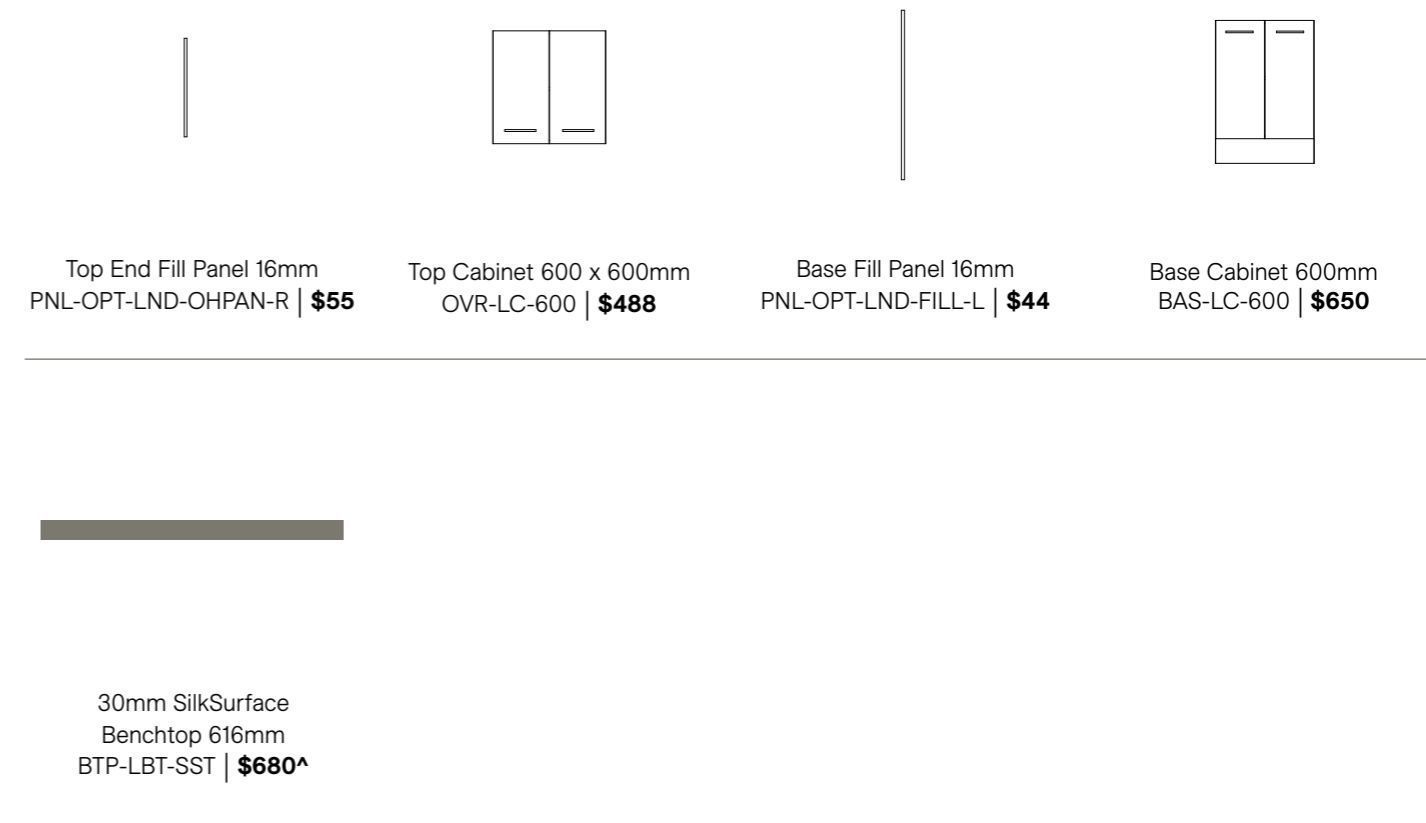 Top End Fill Panel 16mm
PNL-OPT-LND-OHPAN-R | $55
Top Cabinet 600 x 600mm
OVR-LC-600 | $488
Base Fill Panel 16mm
PNL-OPT-LND-FILL-L | $44
Base Cabinet 600mm
BAS-LC-600 | $650
30mm SilkSurface
Benchtop 616mm
BTP-LBT-SST | $680^